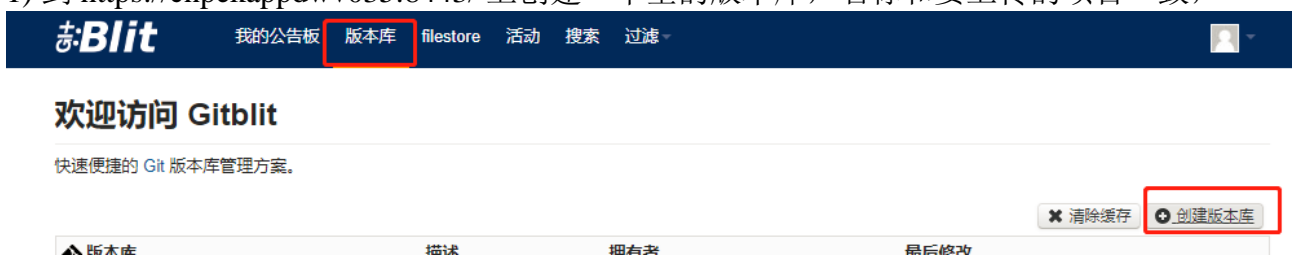 我的公告板 版本库 filestore 活动 搜索 过滤
欢迎访问 Gitblit
快速便捷的 Git 版本库管理方案。
清除缓存 创建版本库
版本库 描述 拥有者 最后修改